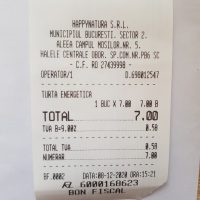 HAPPYNATURA S.R.L.
MUNICIPIUL BUCURESTI. SECTOR 2.
ALEEA CAMPUL MOSILOR.NR. 5.
HALELE CENTRALE OBOR. SP.COM.NR.P86 SC
- C.F. RO 27439998 -
OPERATOR/1 D.698012547
TURTA ENERGETICA
1 BUC X 7.00 7.00 B
TOTAL 7.00
TVA B=9.00% 0.58
TOTAL TVA 0.58
NUMERAR 7.00
BF.0002 DATA:08-12-2020 ORA:15:21
6000168623
BON FISCAL